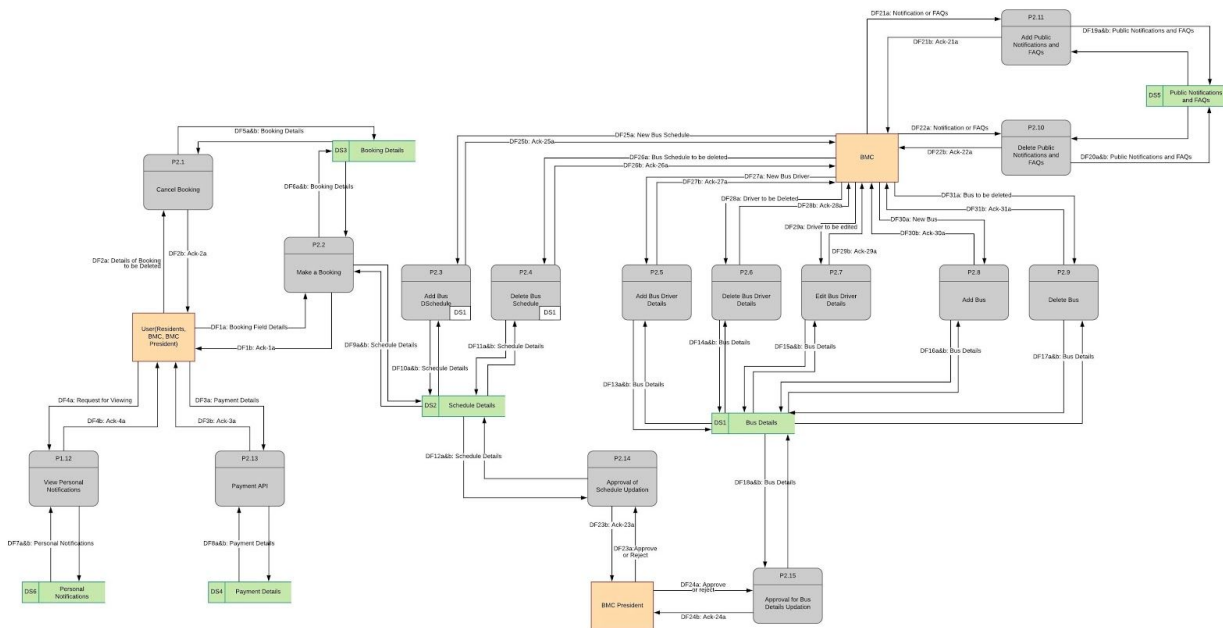 DF21a: Notification or FAQs
P2.11
Add Public
Notifications and
FAQs
DF19a&b: Public Notifications and FAQs
DF21b: Ack-21a
DS5
Public Notifications
and FAQs
DF22a: Notification or FAQs
P2.10
Delete Public
Notifications and
FAQs
DF22b: Ack-22a
DF20a&b: Public Notifications and FAQs
BMC
DF5a&b: Booking Details
DS3
Booking Details
DF25a: New Bus Schedule
DF25b: Ack-25a
DF26a: Bus Schedule to be deleted
DF26b: Ack-26a
DF27a: New Bus Driver
DF27b: Ack-27a
DF28a: Driver to be Deleted
DF28b: Ack-28a
DF29a: Driver to be edited
DF29b: Ack-29a
DF31a: Bus to be deleted
DF31b: Ack-31a
DF30a: New Bus
DF30b: Ack-30a
P2.1
Cancel Booking
DF6a&b: Booking Details
DF2a: Details of Booking
to be Deleted
DF2b: Ack-2a
P2.2
Make a Booking
P2.3
Add Bus
DSchedule
DS1
P2.4
Delete Bus
Schedule
DS1
P2.5
Add Bus Driver
Details
P2.6
Delete Bus Driver
Details
P2.7
Edit Bus Driver
Details
P2.8
Add Bus
P2.9
Delete Bus
User(Residents,
BMC, BMC
President)
DF1a: Booking Field Details
DF1b: Ack-1a
DF9a&b: Schedule Details
DF11a&b: Schedule Details
DF10a&b: Schedule Details
DF14a&b: Bus Details
DF15a&b: Bus Details
DF16a&b: Bus Details
DF17a&b: Bus Details
DF13a&b: Bus Details
DS2
Schedule Details
DS1
Bus Details
DF4a: Request for Viewing
DF4b: Ack-4a
DF3a: Payment Details
DF3b: Ack-3a
P1.12
View Personal
Notifications
P2.13
Payment API
DF12a&b: Schedule Details
P2.14
Approval of
Schedule Updation
DF18a&b: Bus Details
DF7a&b: Personal Notifications
DF8a&b: Payment Details
DF23b: Ack-23a
DF23a:Approve
or Reject
DS6
Personal
Notifications
DS4
Payment Details
BMC President
DF24a: Approve
or reject
DF24b: Ack-24a
P2.15
Approval for Bus
Details Updation